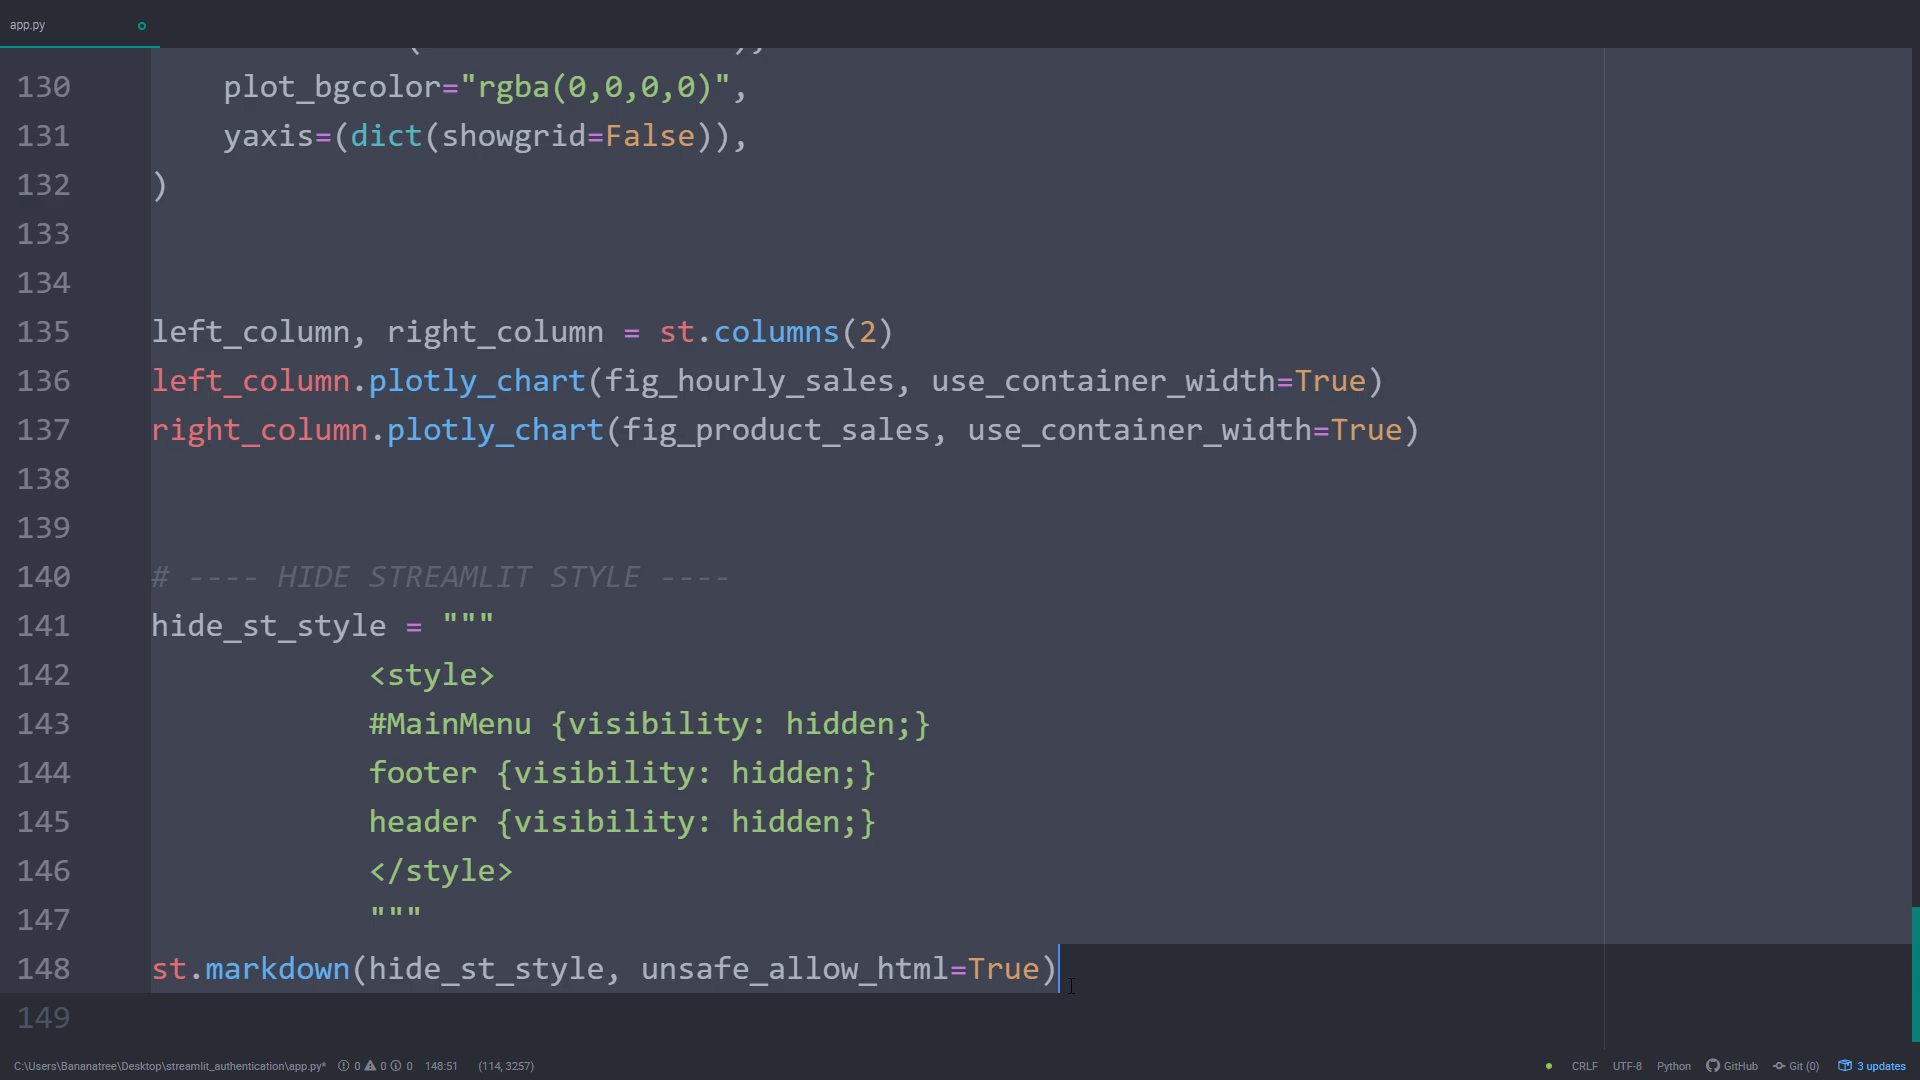 app.py
130 plot_bgcolor="rgba(0,0,0,0)",
131 yaxis=(dict(showgrid=False)),
132 )
133
134
135 left_column, right_column = st.columns(2)
136 left_column.plotly_chart(fig_hourly_sales, use_container_width=True)
137 right_column.plotly_chart(fig_product_sales, use_container_width=True)
138
139
140 # ---- HIDE STREAMLIT STYLE ----
141 hide_st_style = """
142 <style>
143 #MainMenu {visibility: hidden;}
144 footer {visibility: hidden;}
145 header {visibility: hidden;}
146 </style>
147 """
148 st.markdown(hide_st_style, unsafe_allow_html=True)
149
C:\Users\Bananatree\Desktop\streamlit_authentication\app.py* 0 0 0 148:51 (114, 3257) CRLF UTF-8 Python GitHub Git (0) 3 updates